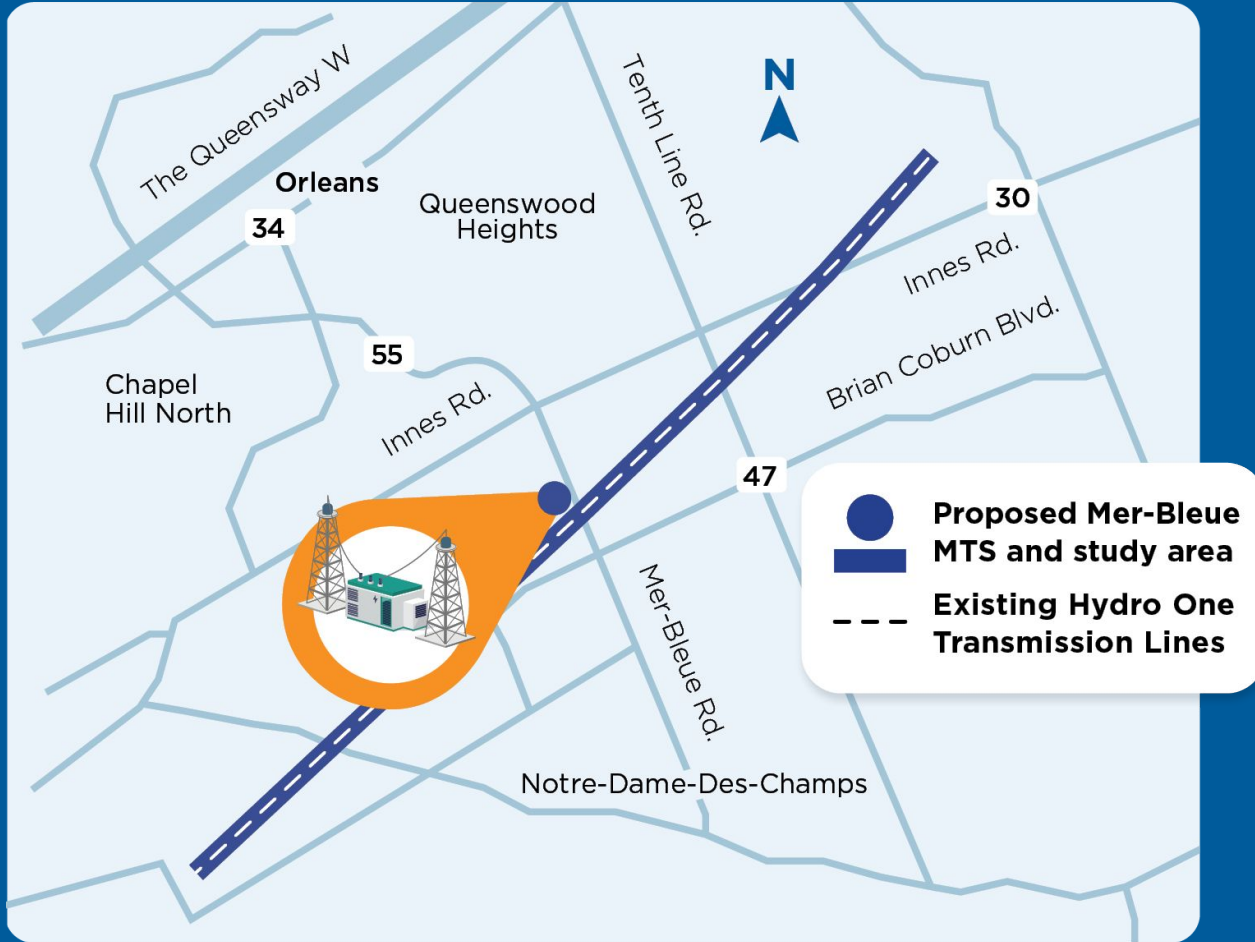 The Queensway W
Tenth Line Rd.
N
Orleans
34
Queenswood
Heights
30
Innes Rd.
Brian Coburn Blvd.
55
Chapel
Hill North
Innes Rd.
47
Mer-Bleue Rd.
Notre-Dame-Des-Champs
Proposed Mer-Bleue
MTS and study area
Existing Hydro One
Transmission Lines